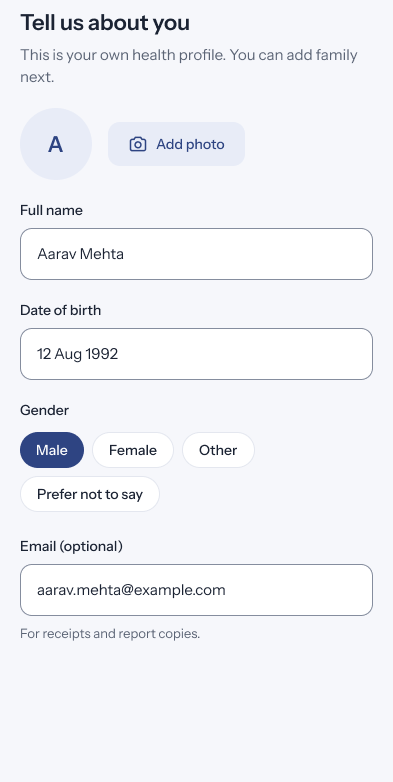 Tell us about you
This is your own health profile. You can add family
next.
A
Add photo
Full name
Aarav Mehta
Date of birth
12 Aug 1992
Gender
Male Female Other
Prefer not to say
Email (optional)
aarav.mehta@example.com
For receipts and report copies.